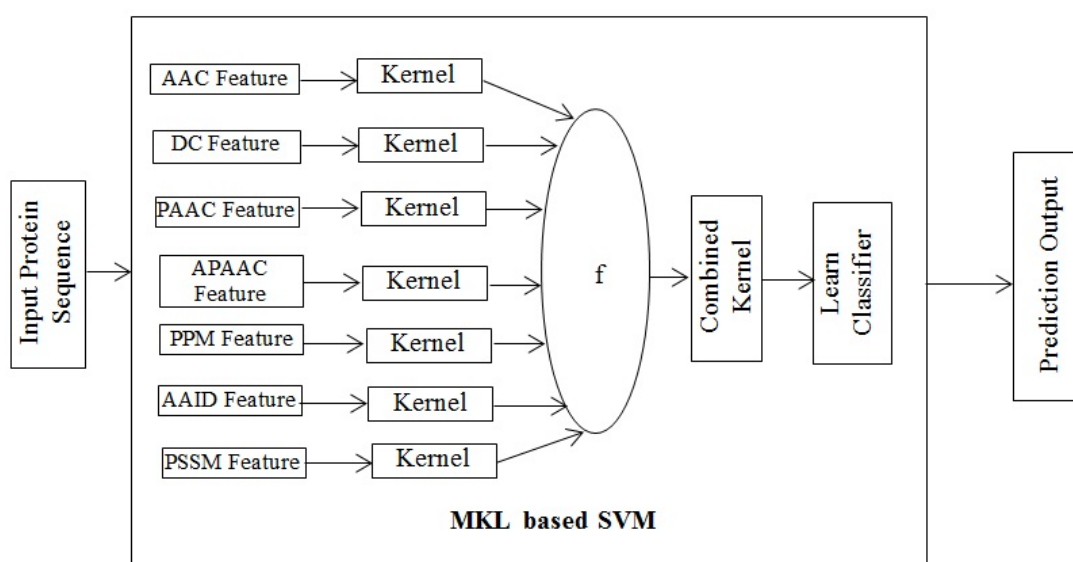 Input Protein
Sequence
AAC Feature
Kernel
DC Feature
Kernel
PAAC Feature
Kernel
APAAC
Feature
Kernel
PPM Feature
Kernel
AAID Feature
Kernel
PSSM Feature
Kernel
f
Combined
Kernel
Learn
Classifier
MKL based SVM
Prediction Output